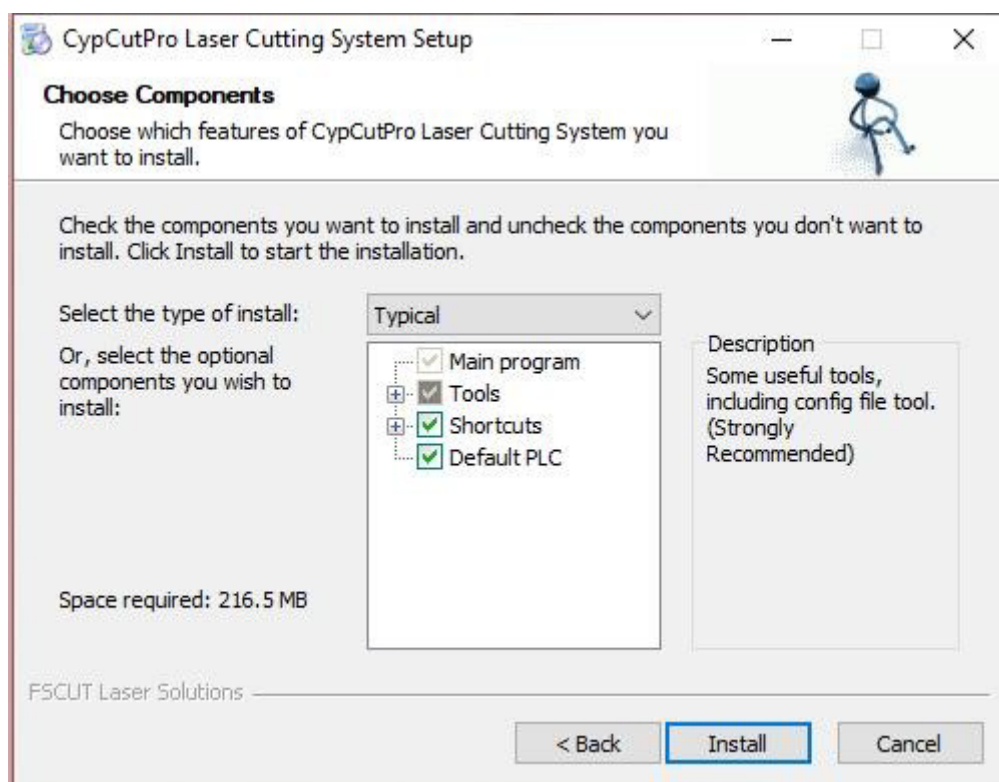 CypCutPro Laser Cutting System Setup
Choose Components
Choose which features of CypCutPro Laser Cutting System you
want to install.
Check the components you want to install and uncheck the components you don't want to
install. Click Install to start the installation.
Select the type of install:
Typical
Or, select the optional
components you wish to
install:
Main program
Tools
Shortcuts
Default PLC
Description
Some useful tools,
including config file tool.
(Strongly
Recommended)
Space required: 216.5 MB
FSCUT Laser Solutions
< Back
Install
Cancel